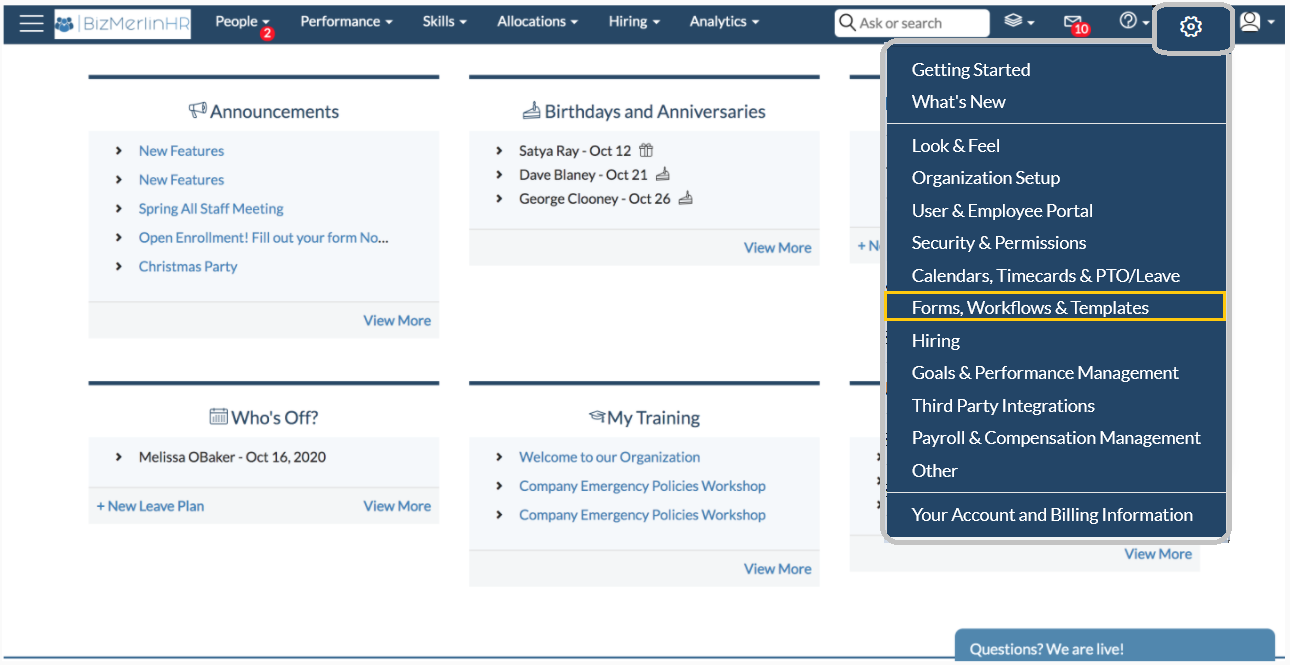 BizMerlinHR People 2 Performance Skills Allocations Hiring Analytics Ask or search 10
Announcements
New Features
New Features
Spring All Staff Meeting
Open Enrollment! Fill out your form No...
Christmas Party
View More
Birthdays and Anniversaries
Satya Ray - Oct 12
Dave Blaney - Oct 21
George Clooney - Oct 26
View More
+ N
Getting Started
What's New
Look & Feel
Organization Setup
User & Employee Portal
Security & Permissions
Calendars, Timecards & PTO/Leave
Forms, Workflows & Templates
Hiring
Goals & Performance Management
Third Party Integrations
Payroll & Compensation Management
Other
Your Account and Billing Information
Who's Off?
Melissa OBaker - Oct 16, 2020
+ New Leave Plan View More
My Training
Welcome to our Organization
Company Emergency Policies Workshop
Company Emergency Policies Workshop
View More
View More
Questions? We are live!